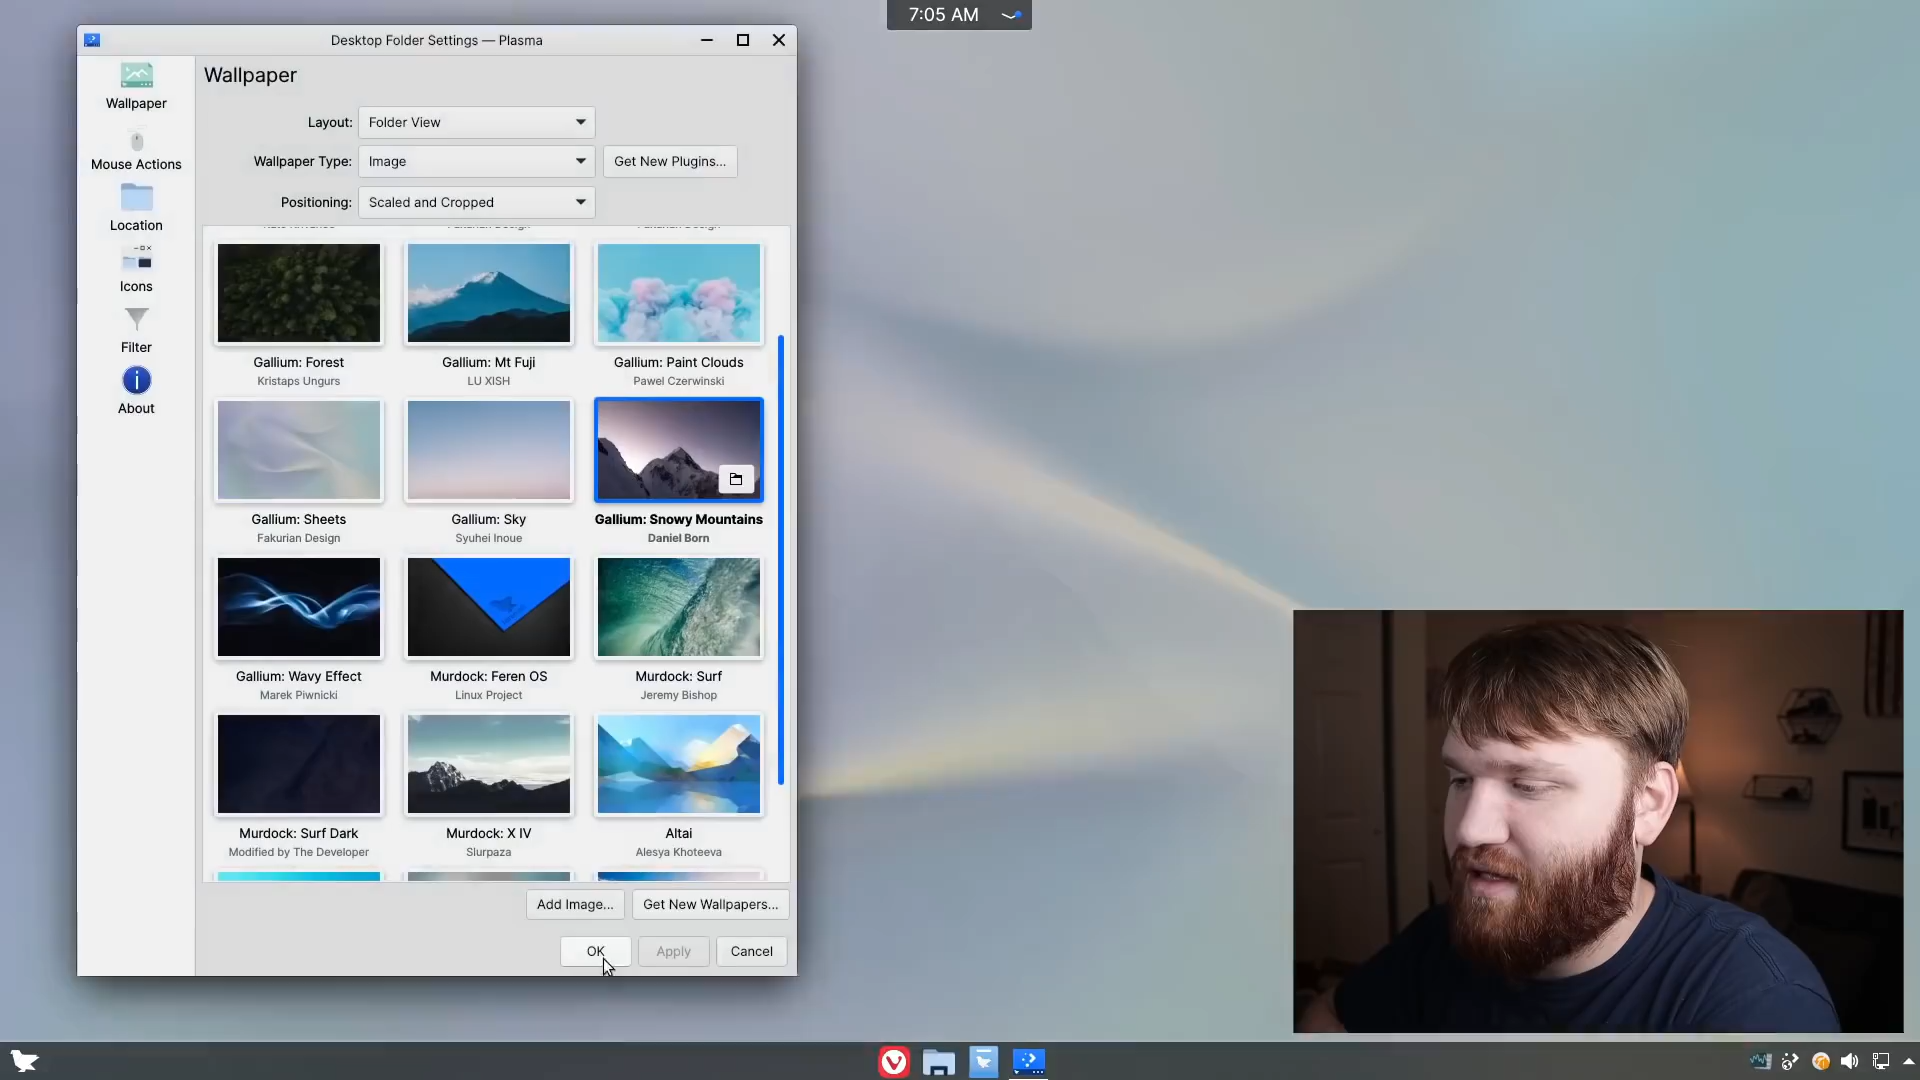 7:05 AM
Desktop Folder Settings — Plasma
Wallpaper
Mouse Actions
Location
Icons
Filter
About
Wallpaper
Layout: Folder View
Wallpaper Type: Image Get New Plugins...
Positioning: Scaled and Cropped
Gallium: Forest Gallium: Mt Fuji Gallium: Paint Clouds
Kristaps Ungurs LU XISH Pawel Czerwinski
Gallium: Sheets Gallium: Sky Gallium: Snowy Mountains
Fakurian Design Syuhei Inoue Daniel Born
Gallium: Wavy Effect Murdock: Feren OS Murdock: Surf
Marek Piwnicki Linux Project Jeremy Bishop
Murdock: Surf Dark Murdock: X IV Altai
Modified by The Developer Slurpaza Alesya Khoteeva
Add Image... Get New Wallpapers...
OK Apply Cancel